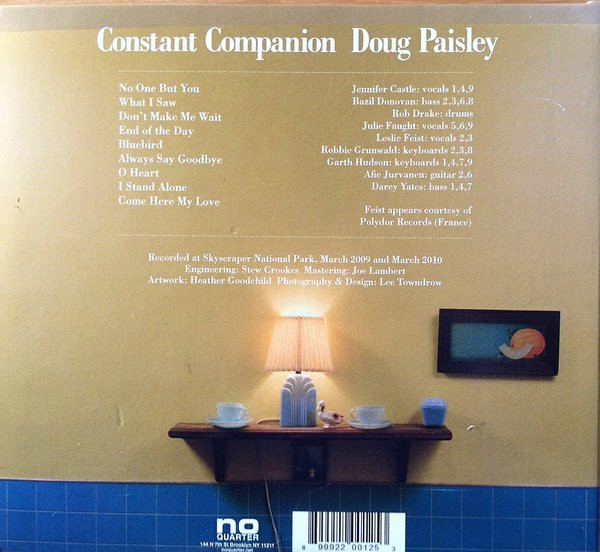 Constant Companion Doug Paisley
No One But You
What I Saw
Don't Make Me Wait
End of the Day
Bluebird
Always Say Goodbye
O Heart
I Stand Alone
Come Here My Love
Jennifer Castle: vocals 1,4,9
Bazil Donovan: bass 2,3,6,8
Rob Drake: drums
Julie Faught: vocals 5,6,9
Leslie Feist: vocals 2,3
Robbie Grunwald: keyboards 2,3,8
Garth Hudson: keyboards 1,4,7,9
Afie Jurvanen: guitar 2,6
Darcy Yates: bass 1,4,7
Feist appears courtesy of
Polydor Records (France)
Recorded at Skyscraper National Park, March 2009 and March 2010
Engineering: Stew Crookes Mastering: Joe Lambert
Artwork: Heather Goodchild Photography & Design: Lee Towndrow
no
QUARTER
144 N 7th St Brooklyn NY 11211
noquarter.net
8 99922 00125 3